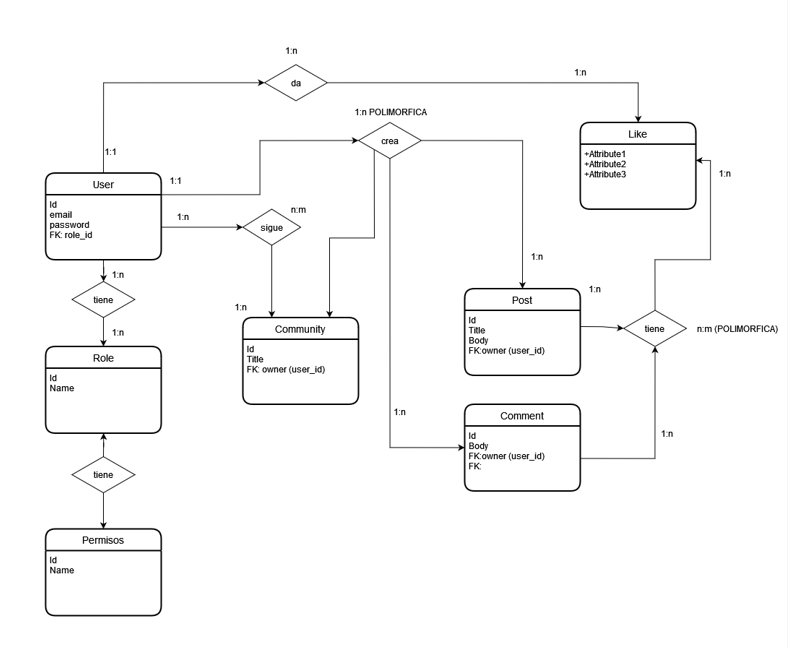 1:n
da
1:n
1:n POLIMORFICA
crea
Like
+Attribute1
+Attribute2
+Attribute3
1:1
User
Id
email
password
FK: role_id
1:1
1:n
1:n
n:m
sigue
1:n
tiene
1:n
1:n
Community
Id
Title
FK: owner (user_id)
1:n
Post
Id
Title
Body
FK:owner (user_id)
1:n
tiene
n:m (POLIMORFICA)
1:n
Role
Id
Name
1:n
Comment
Id
Body
FK:owner (user_id)
FK:
1:n
tiene
Permisos
Id
Name